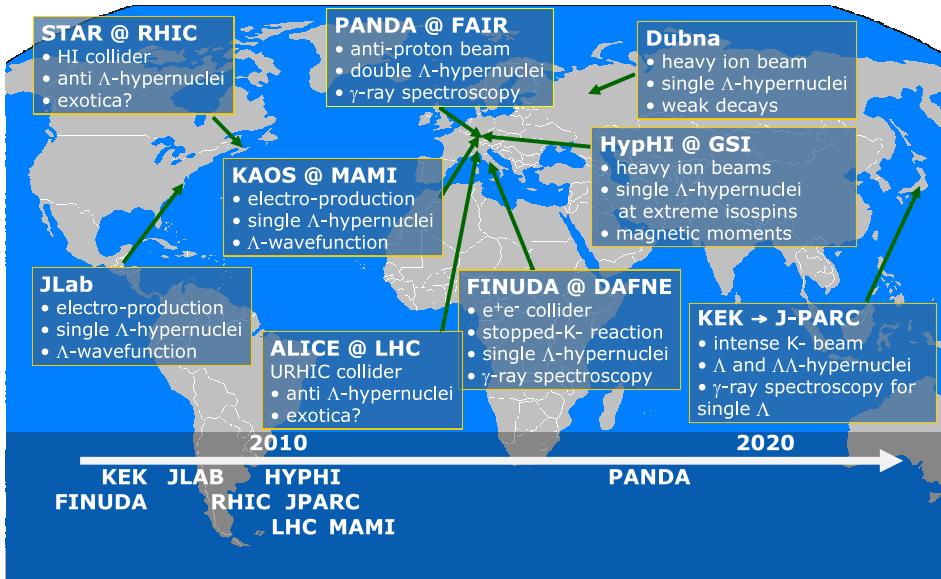 STAR @ RHIC
• HI collider
• anti Λ-hypernuclei
• exotica?
PANDA @ FAIR
• anti-proton beam
• double Λ-hypernuclei
• γ-ray spectroscopy
Dubna
• heavy ion beam
• single Λ-hypernuclei
• weak decays
HypHI @ GSI
• heavy ion beams
• single Λ-hypernuclei
at extreme isospins
• magnetic moments
KAOS @ MAMI
• electro-production
• single Λ-hypernuclei
• Λ-wavefunction
JLab
• electro-production
• single Λ-hypernuclei
• Λ-wavefunction
FINUDA @ DAFNE
• e⁺e⁻ collider
• stopped-K- reaction
• single Λ-hypernuclei
• γ-ray spectroscopy
ALICE @ LHC
URHIC collider
• anti Λ-hypernuclei
• exotica?
KEK → J-PARC
• intense K- beam
• Λ and ΛΛ-hypernuclei
• γ-ray spectroscopy for
single Λ
2010 2020
KEK JLAB HYPHI PANDA
FINUDA RHIC JPARC
LHC MAMI